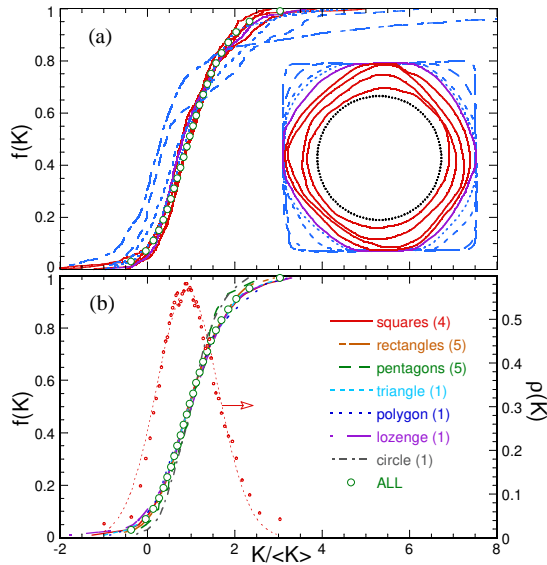 1
(a)
0.8
0.6
f(K)
0.4
0.2
0
1
(b)
0.8
squares (4)
0.5
rectangles (5)
0.6
pentagons (5)
0.4
f(K)
triangle (1)
0.3
ρ(K)
0.4
polygon (1)
lozenge (1)
0.2
0.2
circle (1)
0.1
ALL
0
0
-2 0 2 4 6 8
K/<K>